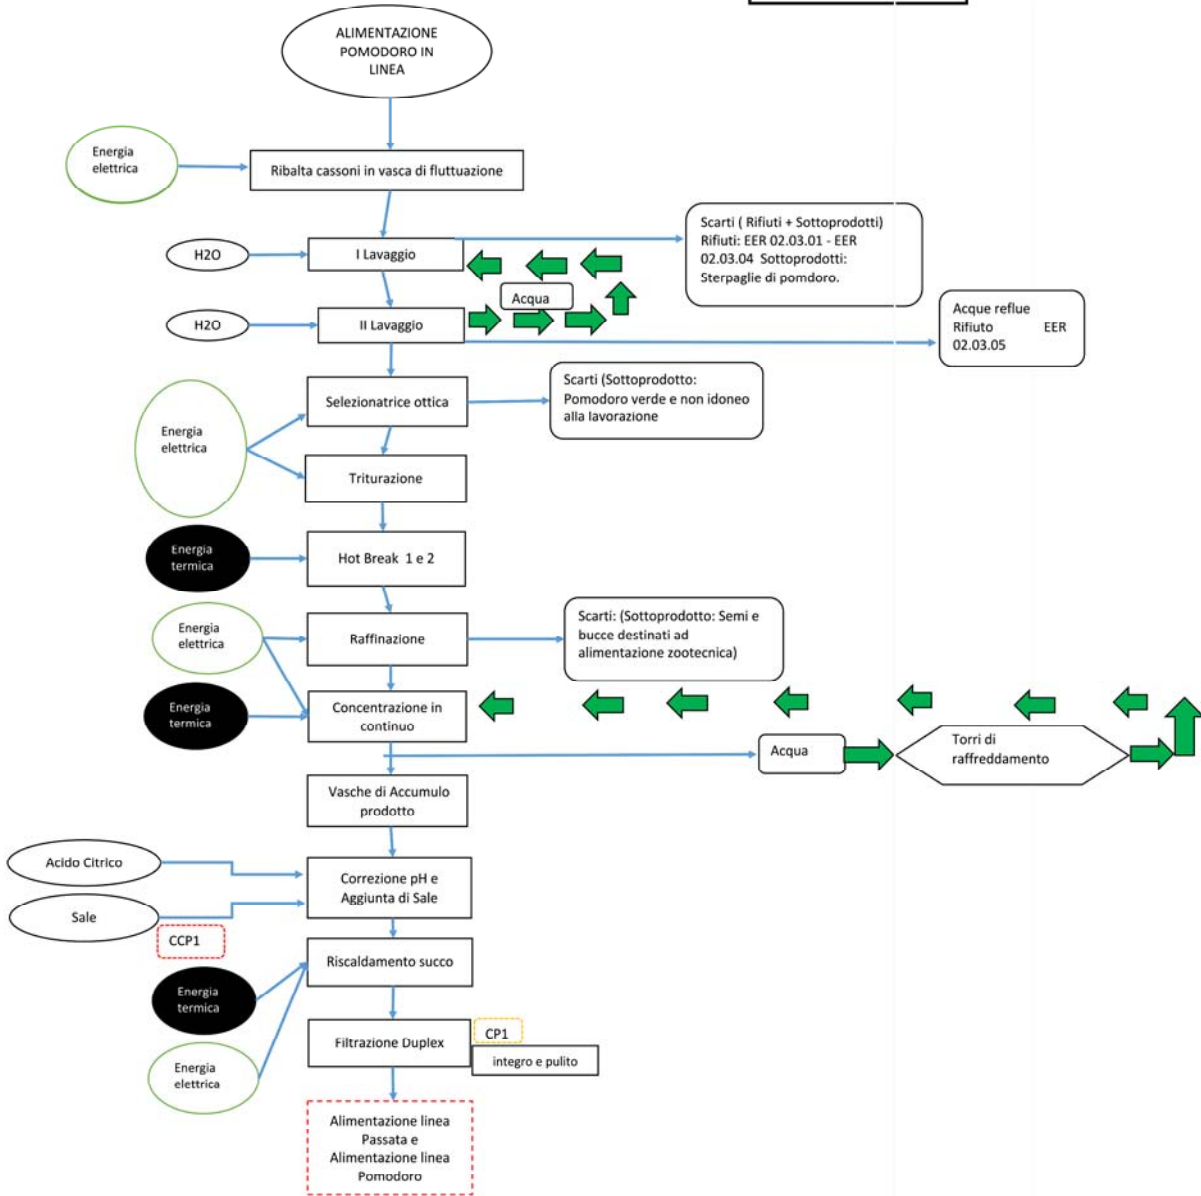 ALIMENTAZIONE
POMODORO IN
LINEA
Energia
elettrica
Ribalta cassoni in vasca di fluttuazione
Scarti ( Rifiuti + Sottoprodotti)
Rifiuti: EER 02.03.01 - EER
02.03.04 Sottoprodotti:
Sterpaglie di pomdoro.
H2O
I Lavaggio
Acqua
H2O
II Lavaggio
Acque reflue
Rifiuto EER
02.03.05
Scarti (Sottoprodotto:
Pomodoro verde e non idoneo
alla lavorazione
Selezionatrice ottica
Energia
elettrica
Triturazione
Energia
termica
Hot Break 1 e 2
Scarti: (Sottoprodotto: Semi e
bucce destinati ad
alimentazione zootecnica)
Energia
elettrica
Raffinazione
Energia
termica
Concentrazione in
continuo
Acqua
Torri di
raffreddamento
Vasche di Accumulo
prodotto
Acido Citrico
Correzione pH e
Aggiunta di Sale
Sale
CCP1
Riscaldamento succo
Energia
termica
CP1
Filtrazione Duplex
integro e pulito
Energia
elettrica
Alimentazione linea
Passata e
Alimentazione linea
Pomodoro